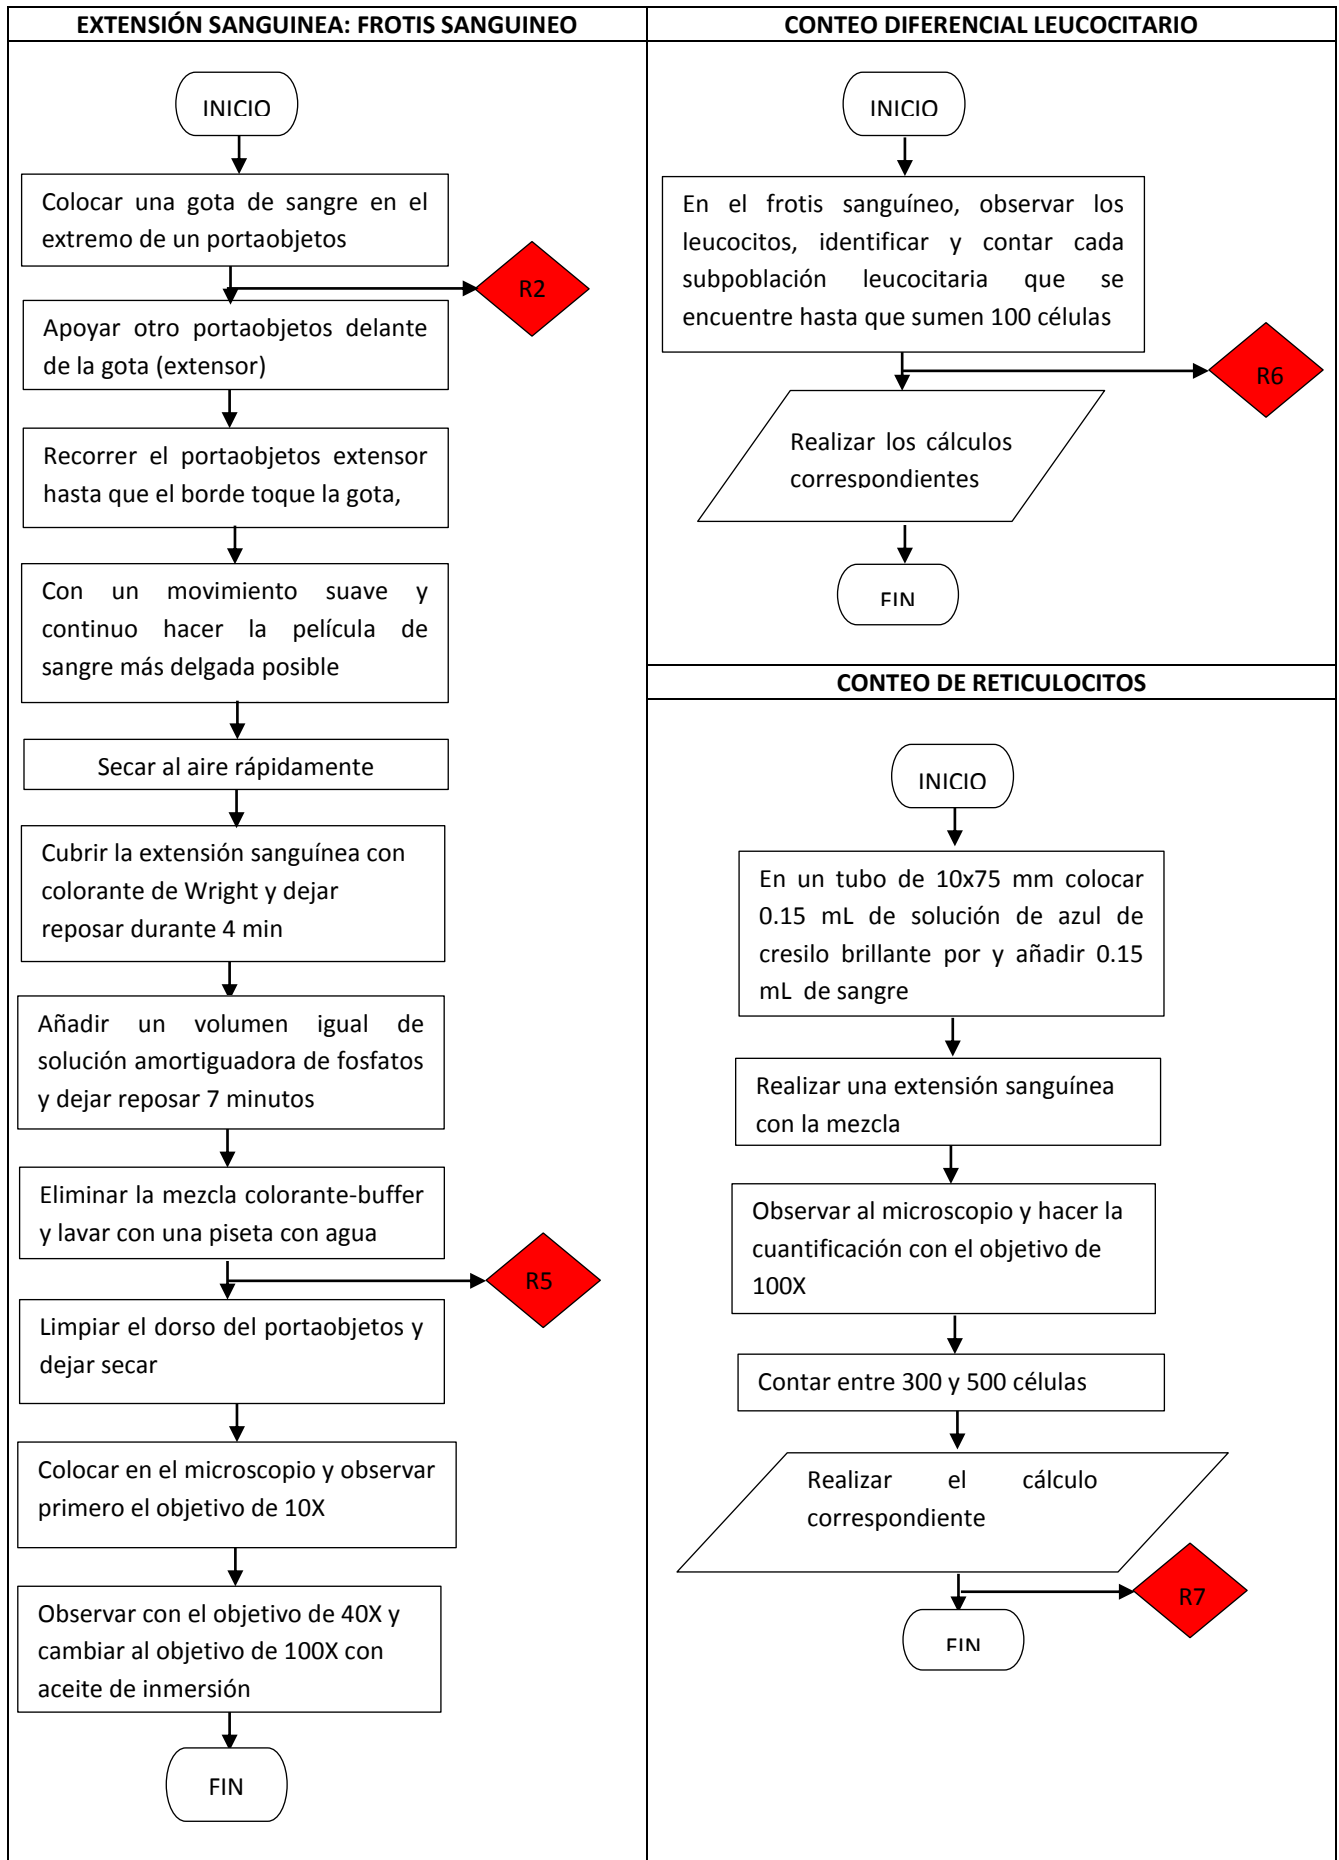 EXTENSIÓN SANGUINEA: FROTIS SANGUINEO
INICIO
Colocar una gota de sangre en el
extremo de un portaobjetos
R2
Apoyar otro portaobjetos delante
de la gota (extensor)
Recorrer el portaobjetos extensor
hasta que el borde toque la gota,
Con un movimiento suave y
continuo hacer la película de
sangre más delgada posible
Secar al aire rápidamente
Cubrir la extensión sanguínea con
colorante de Wright y dejar
reposar durante 4 min
Añadir un volumen igual de
solución amortiguadora de fosfatos
y dejar reposar 7 minutos
Eliminar la mezcla colorante-buffer
y lavar con una piseta con agua
R5
Limpiar el dorso del portaobjetos y
dejar secar
Colocar en el microscopio y observar
primero el objetivo de 10X
Observar con el objetivo de 40X y
cambiar al objetivo de 100X con
aceite de inmersión
FIN
CONTEO DIFERENCIAL LEUCOCITARIO
INICIO
En el frotis sanguíneo, observar los
leucocitos, identificar y contar cada
subpoblación leucocitaria que se
encuentre hasta que sumen 100 células
R6
Realizar los cálculos
correspondientes
FIN
CONTEO DE RETICULOCITOS
INICIO
En un tubo de 10x75 mm colocar
0.15 mL de solución de azul de
cresilo brillante por y añadir 0.15
mL de sangre
Realizar una extensión sanguínea
con la mezcla
Observar al microscopio y hacer la
cuantificación con el objetivo de
100X
Contar entre 300 y 500 células
Realizar el cálculo
correspondiente
R7
FIN